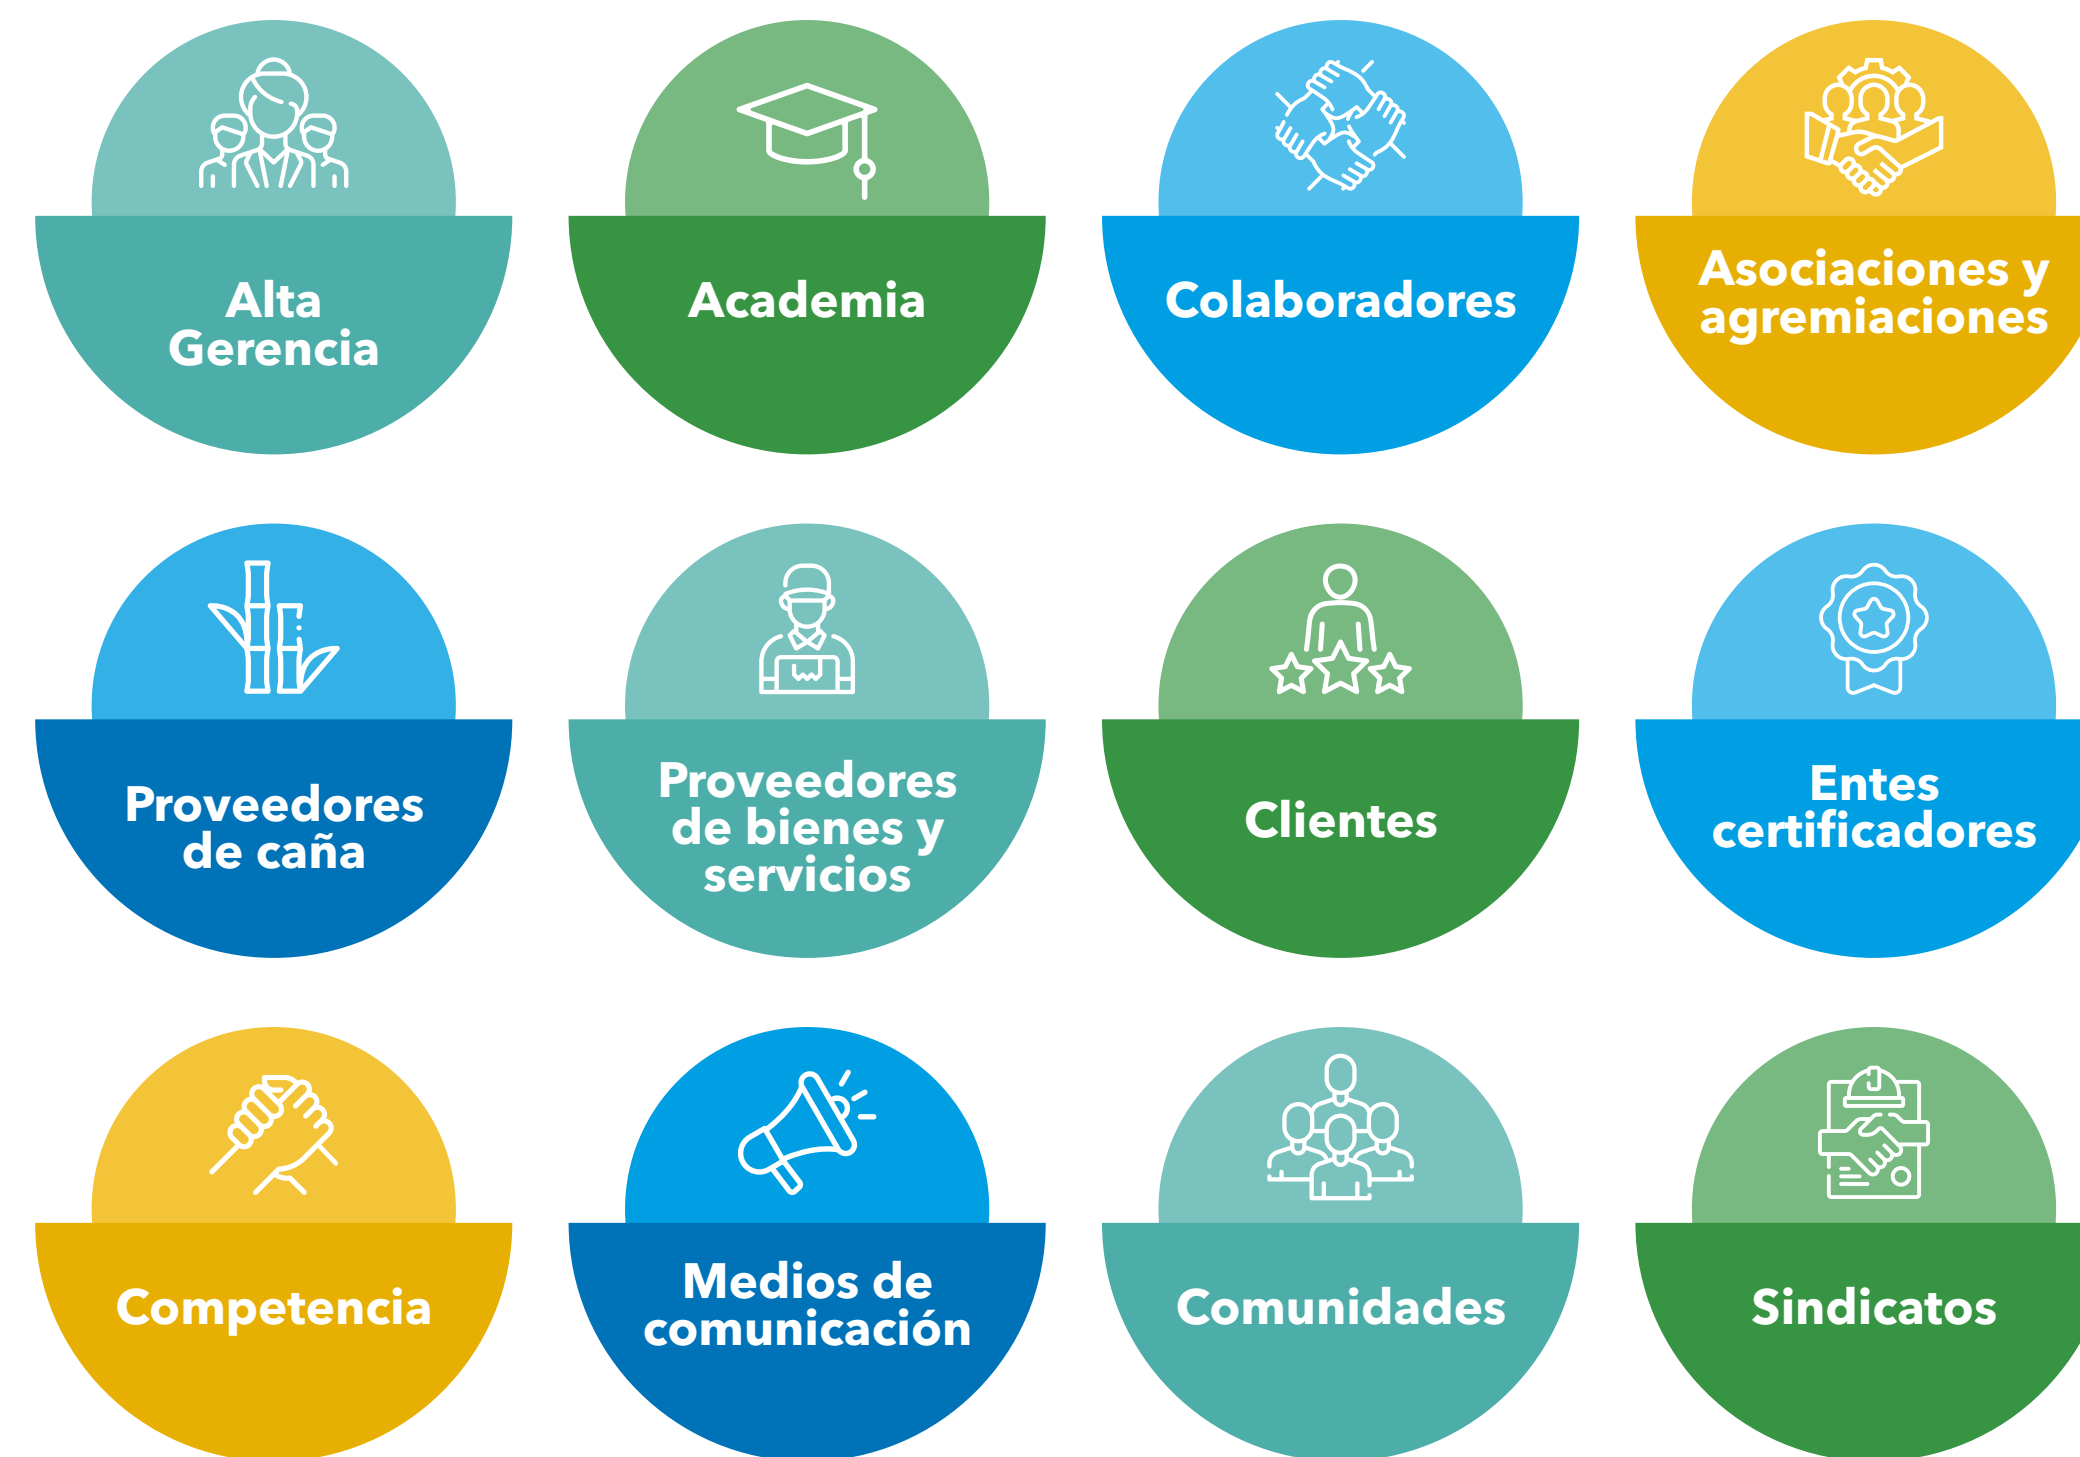 Alta
Gerencia
Academia
Colaboradores
Asociaciones y
agremiaciones
Proveedores
de caña
Proveedores
de bienes y
servicios
Clientes
Entes
certificadores
Competencia
Medios de
comunicación
Comunidades
Sindicatos